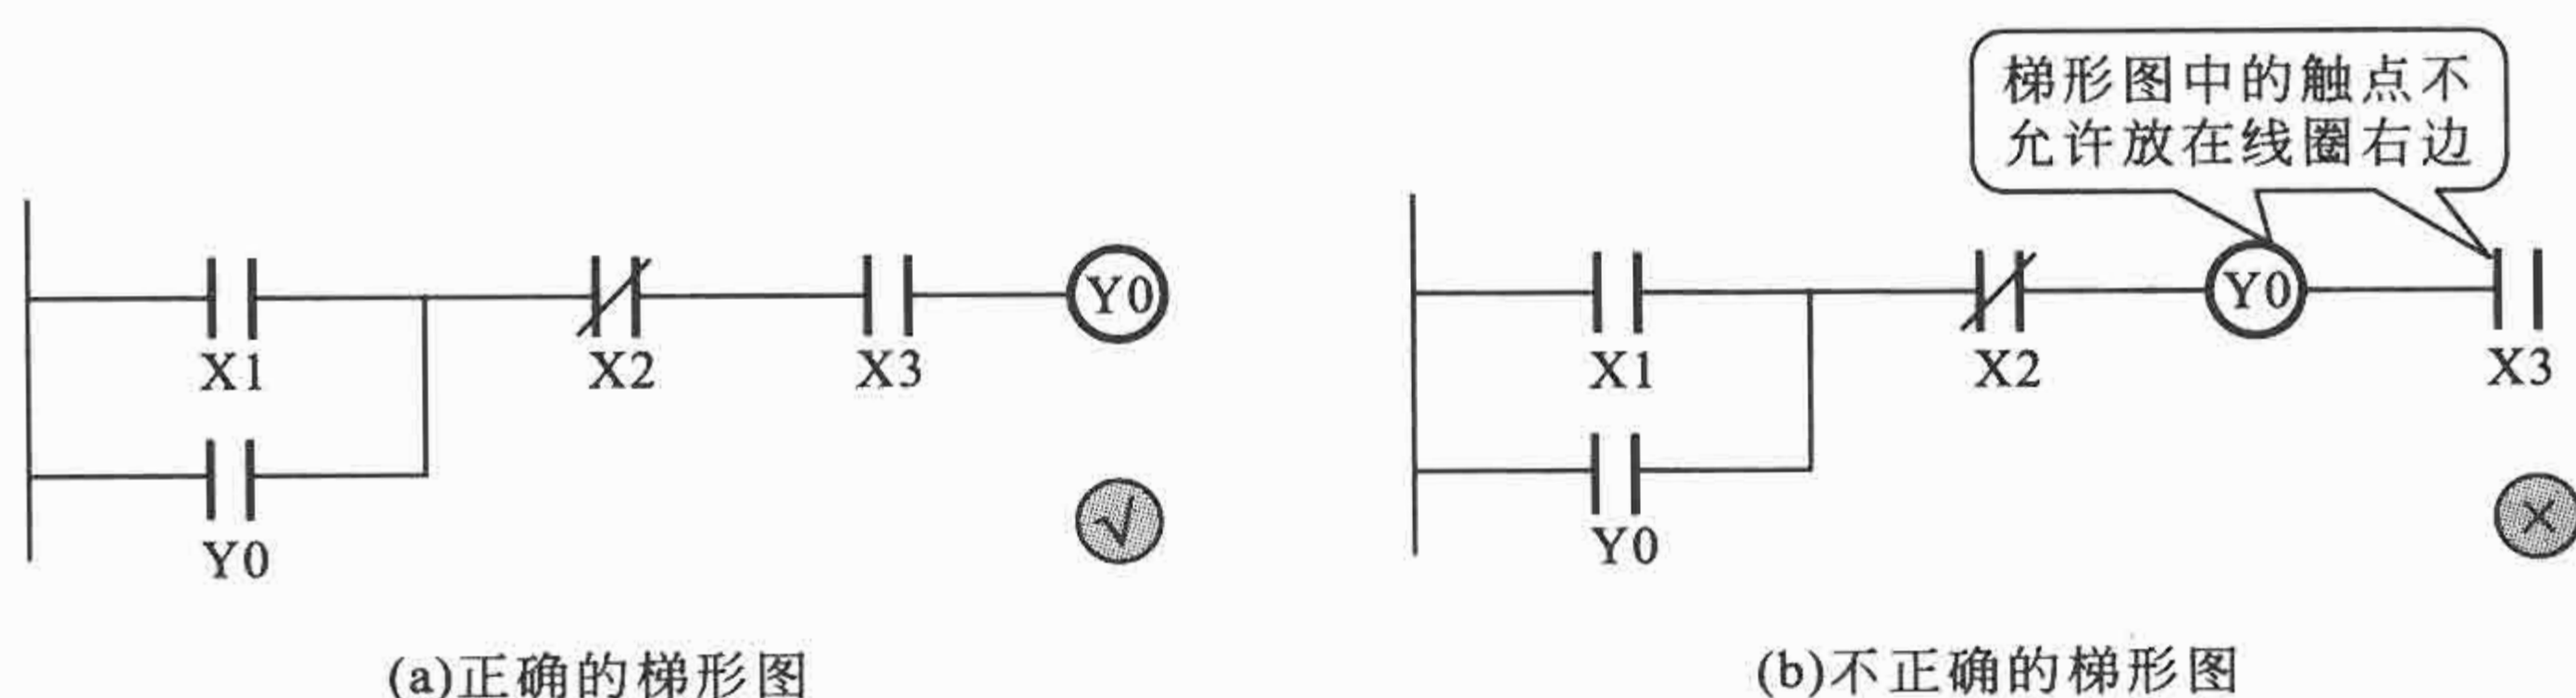 梯形图中的触点不
允许放在线圈右边
Y0
X1
X2
X3
Y0
√
(a)正确的梯形图
Y0
X1
X2
X3
Y0
×
(b)不正确的梯形图